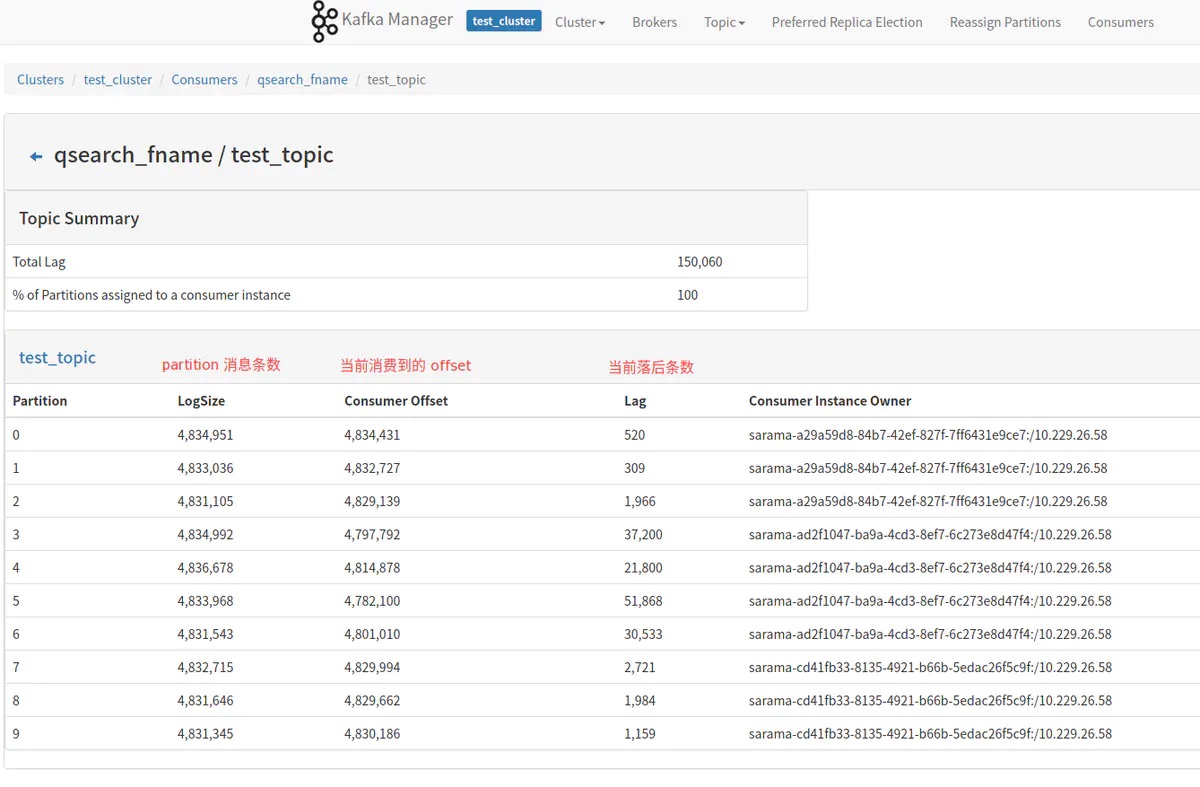 Kafka Manager test_cluster Cluster Brokers Topic Preferred Replica Election Reassign Partitions Consumers
Clusters / test_cluster / Consumers / qsearch_fname / test_topic
qsearch_fname / test_topic
Topic Summary
Total Lag 150,060
% of Partitions assigned to a consumer instance 100
test_topic partition 消息条数 当前消费到的 offset 当前落后条数
Partition LogSize Consumer Offset Lag Consumer Instance Owner
0 4,834,951 4,834,431 520 sarama-a29a59d8-84b7-42ef-827f-7ff6431e9ce7:/10.229.26.58
1 4,833,036 4,832,727 309 sarama-a29a59d8-84b7-42ef-827f-7ff6431e9ce7:/10.229.26.58
2 4,831,105 4,829,139 1,966 sarama-a29a59d8-84b7-42ef-827f-7ff6431e9ce7:/10.229.26.58
3 4,834,992 4,797,792 37,200 sarama-ad2f1047-ba9a-4cd3-8ef7-6c273e8d47f4:/10.229.26.58
4 4,836,678 4,814,878 21,800 sarama-ad2f1047-ba9a-4cd3-8ef7-6c273e8d47f4:/10.229.26.58
5 4,833,968 4,782,100 51,868 sarama-ad2f1047-ba9a-4cd3-8ef7-6c273e8d47f4:/10.229.26.58
6 4,831,543 4,801,010 30,533 sarama-ad2f1047-ba9a-4cd3-8ef7-6c273e8d47f4:/10.229.26.58
7 4,832,715 4,829,994 2,721 sarama-cd41fb33-8135-4921-b66b-5edac26f5c9f:/10.229.26.58
8 4,831,646 4,829,662 1,984 sarama-cd41fb33-8135-4921-b66b-5edac26f5c9f:/10.229.26.58
9 4,831,345 4,830,186 1,159 sarama-cd41fb33-8135-4921-b66b-5edac26f5c9f:/10.229.26.58